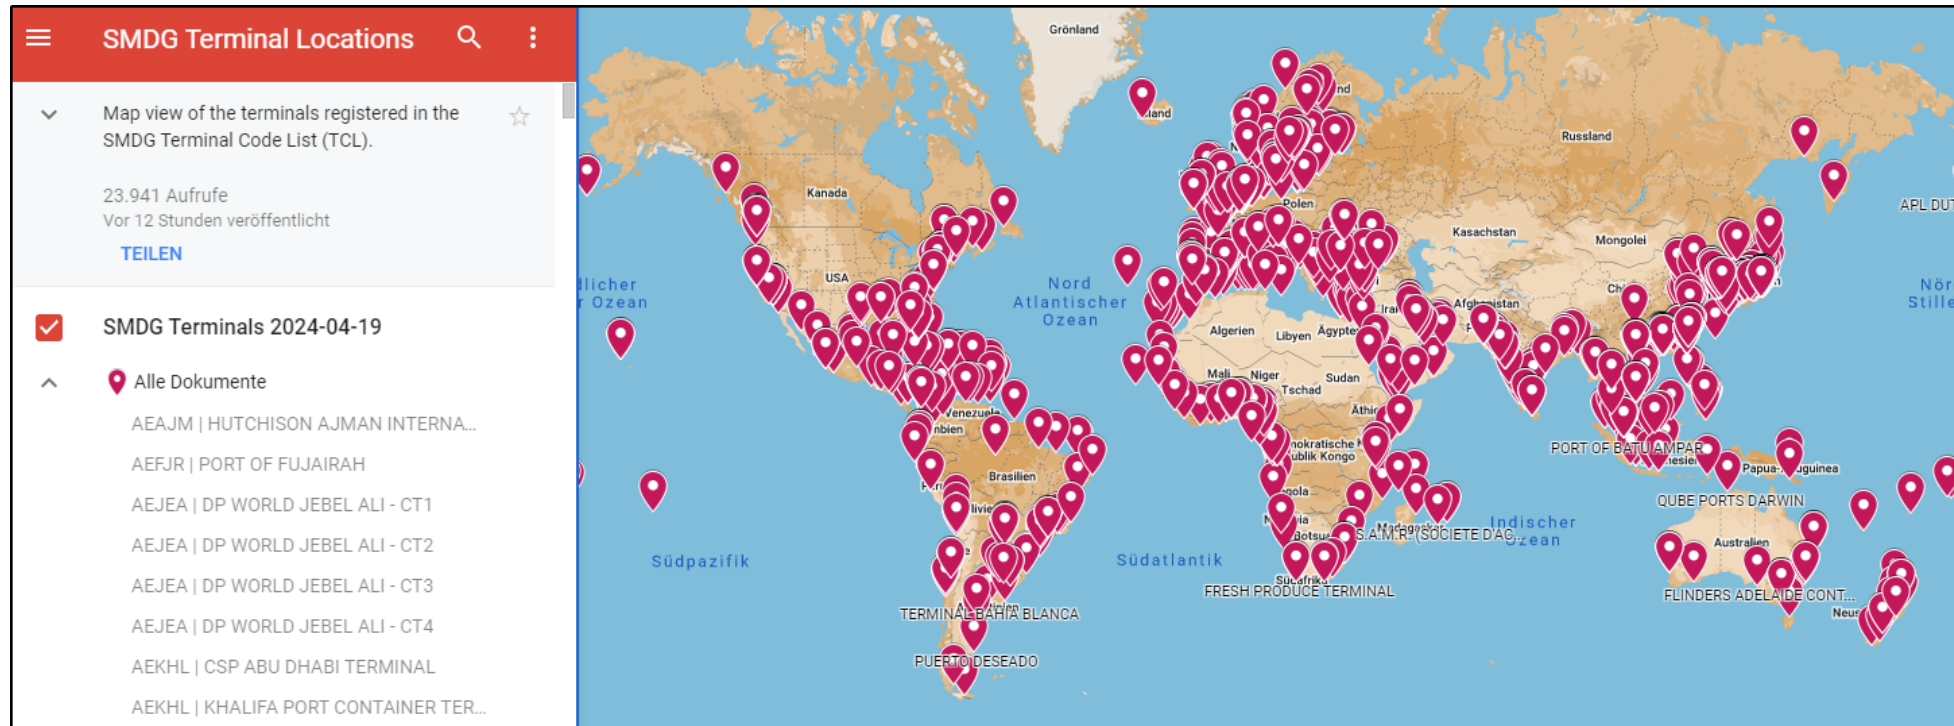 SMDG Terminal Locations
Map view of the terminals registered in the
SMDG Terminal Code List (TCL).
23.941 Aufrufe
Vor 12 Stunden veröffentlicht
TEILEN
SMDG Terminals 2024-04-19
Alle Dokumente
AEAJM | HUTCHISON AJMAN INTERNA...
AEFJR | PORT OF FUJAIRAH
AEJEA | DP WORLD JEBEL ALI - CT1
AEJEA | DP WORLD JEBEL ALI - CT2
AEJEA | DP WORLD JEBEL ALI - CT3
AEJEA | DP WORLD JEBEL ALI - CT4
AEKHL | CSP ABU DHABI TERMINAL
AEKHL | KHALIFA PORT CONTAINER TER...
Grönland
Russland
Kanada
Polen
APL DUT
Kasachstan
Mongolei
USA
Nord
Atlantischer
Ozean
Ozean
Algerien
Libyen
Mali
Niger
Tschad
Sudan
Venezuela
Brasilien
PORT OF BATU AMPAR
QUBE PORTS DARWIN
Indischer
Ozean
S.A.M.R. (SOCIETE D'AC...
Australien
Südpazifik
Südatlantik
FRESH PRODUCE TERMINAL
FLINDERS ADELAIDE CONT...
TERMINAL BAHIA BLANCA
PUERTO DESEADO